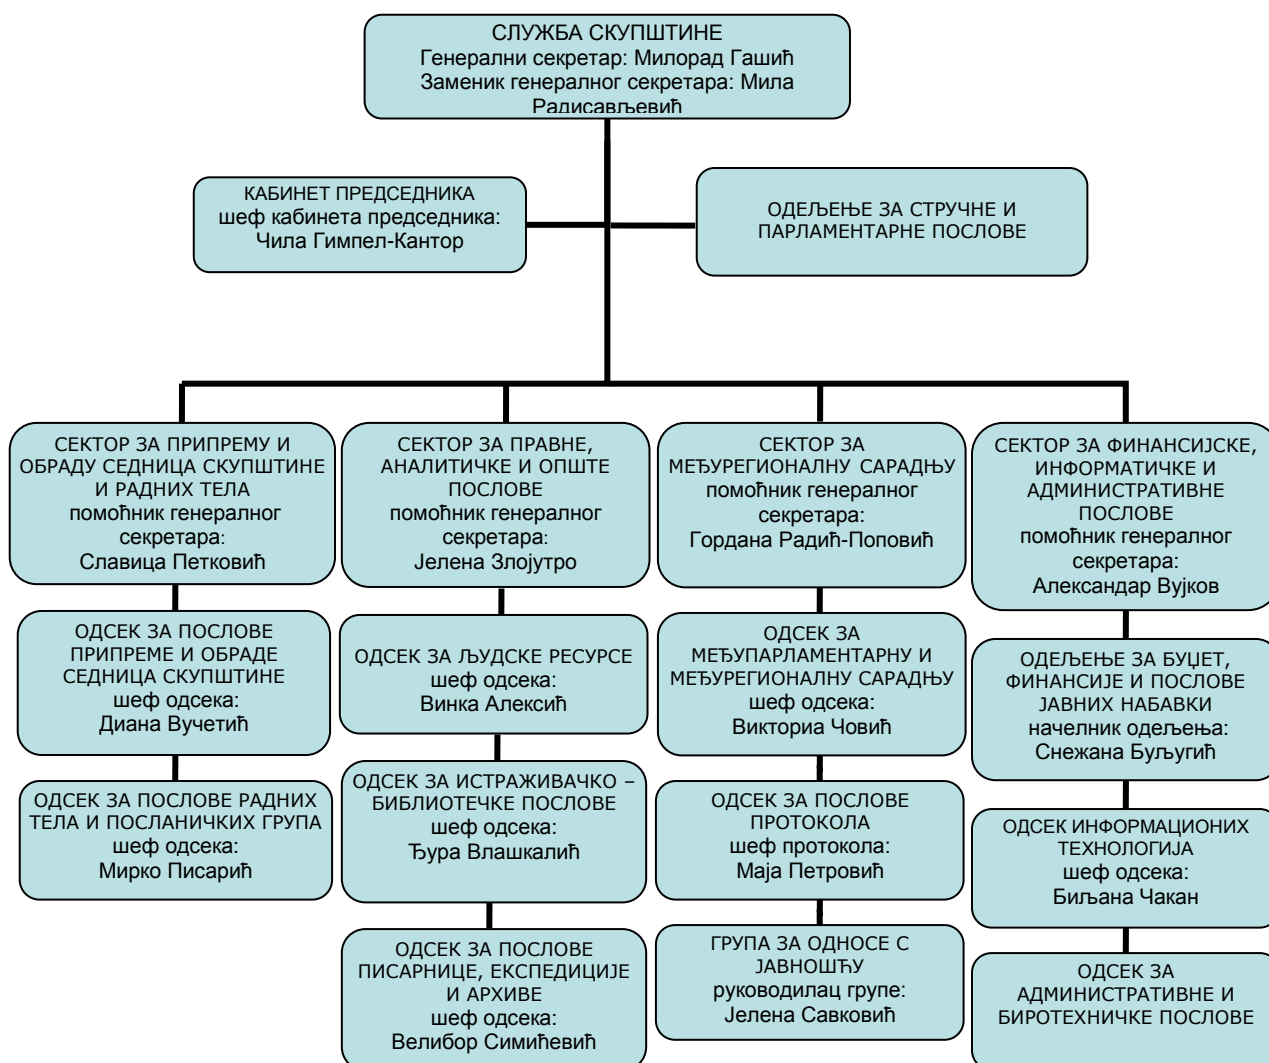 СЛУЖБА СКУПШТИНЕ
Генерални секретар: Милорад Гашић
Заменик генералног секретара: Мила
Радисављевић
КАБИНЕТ ПРЕДСЕДНИКА
шеф кабинета председника:
Чила Гимпел-Кантор
ОДЕЉЕЊЕ ЗА СТРУЧНЕ И
ПАРЛАМЕНТАРНЕ ПОСЛОВЕ
СЕКТОР ЗА ПРИПРЕМУ И
ОБРАДУ СЕДНИЦА СКУПШТИНЕ
И РАДНИХ ТЕЛА
помоћник генералног
секретара:
Славица Петковић
СЕКТОР ЗА ПРАВНЕ,
АНАЛИТИЧКЕ И ОПШТЕ
ПОСЛОВЕ
помоћник генералног
секретара:
Јелена Злојутро
СЕКТОР ЗА
МЕЂУРЕГИОНАЛНУ САРАДЊУ
помоћник генералног
секретара:
Гордана Радић-Поповић
СЕКТОР ЗА ФИНАНСИЈСКЕ,
ИНФОРМАТИЧКЕ И
АДМИНИСТРАТИВНЕ
ПОСЛОВЕ
помоћник генералног
секретара:
Александар Вујков
ОДСЕК ЗА ПОСЛОВЕ
ПРИПРЕМЕ И ОБРАДЕ
СЕДНИЦА СКУПШТИНЕ
шеф одсека:
Диана Вучетић
ОДСЕК ЗА ЉУДСКЕ РЕСУРСЕ
шеф одсека:
Винка Алексић
ОДСЕК ЗА
МЕЂУПАРЛАМЕНТАРНУ И
МЕЂУРЕГИОНАЛНУ САРАДЊУ
шеф одсека:
Викториа Човић
ОДЕЉЕЊЕ ЗА БУЏЕТ,
ФИНАНСИЈЕ И ПОСЛОВЕ
ЈАВНИХ НАБАВКИ
начелник одељења:
Снежана Буљугић
ОДСЕК ЗА ПОСЛОВЕ РАДНИХ
ТЕЛА И ПОСЛАНИЧКИХ ГРУПА
шеф одсека:
Мирко Писарић
ОДСЕК ЗА ИСТРАЖИВАЧКО –
БИБЛИОТЕЧКЕ ПОСЛОВЕ
шеф одсека:
Ђура Влашкалић
ОДСЕК ЗА ПОСЛОВЕ
ПРОТОКОЛА
шеф протокола:
Маја Петровић
ОДСЕК ИНФОРМАЦИОНИХ
ТЕХНОЛОГИЈА
шеф одсека:
Биљана Чакан
ОДСЕК ЗА ПОСЛОВЕ
ПИСАРНИЦЕ, ЕКСПЕДИЦИЈЕ
И АРХИВЕ
шеф одсека:
Велибор Симићевић
ГРУПА ЗА ОДНОСЕ С
ЈАВНОШЋУ
руководилац групе:
Јелена Савковић
ОДСЕК ЗА
АДМИНИСТРАТИВНЕ И
БИРОТЕХНИЧКЕ ПОСЛОВЕ